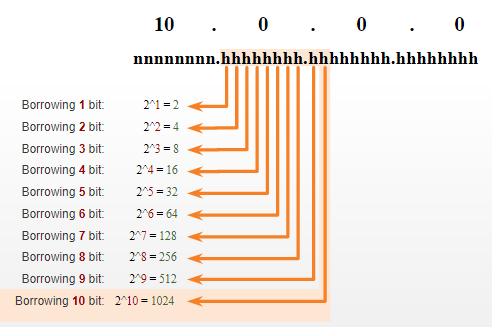 10 . 0 . 0 . 0
nnnnnnnn.hhhhhhhh.hhhhhhhh.hhhhhhhh
Borrowing 1 bit: 2^1 = 2
Borrowing 2 bit: 2^2 = 4
Borrowing 3 bit: 2^3 = 8
Borrowing 4 bit: 2^4 = 16
Borrowing 5 bit: 2^5 = 32
Borrowing 6 bit: 2^6 = 64
Borrowing 7 bit: 2^7 = 128
Borrowing 8 bit: 2^8 = 256
Borrowing 9 bit: 2^9 = 512
Borrowing 10 bit: 2^10 = 1024